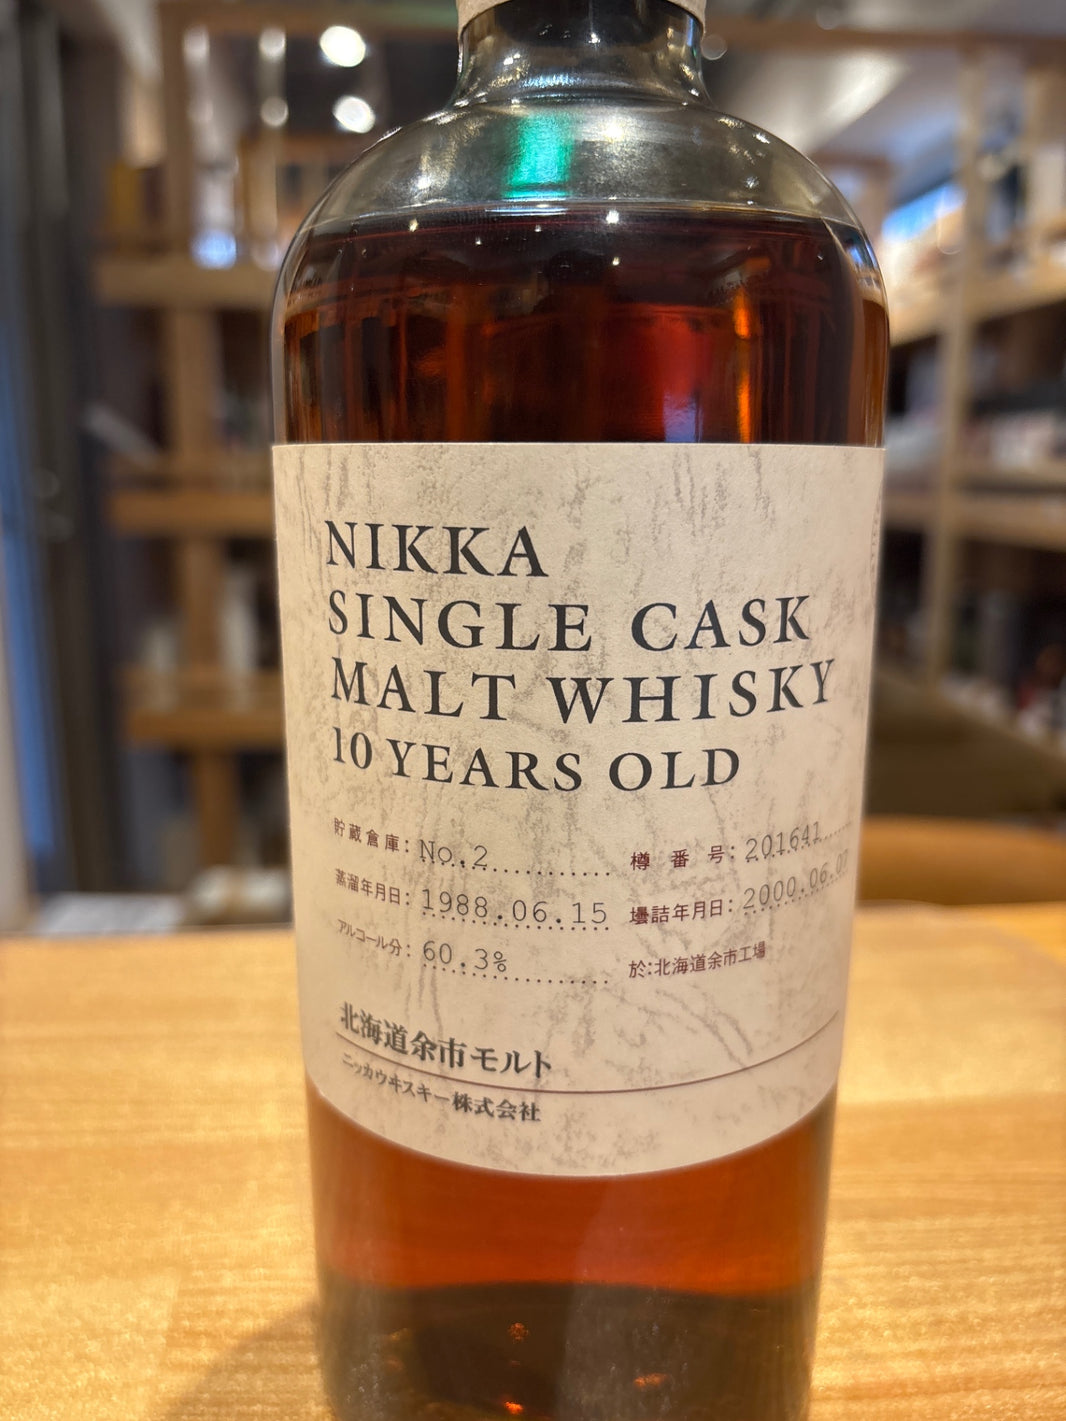 NIKKA
SINGLE CASK
MALT WHISKY
10 YEARS OLD
貯蔵倉庫: No.2 樽番号: 201641
蒸溜年月日: 1988.06.15 壜詰年月日: 2000.06.07
アルコール分: 60.3% 於:北海道余市工場
北海道余市モルト
ニッカウヰスキー株式会社